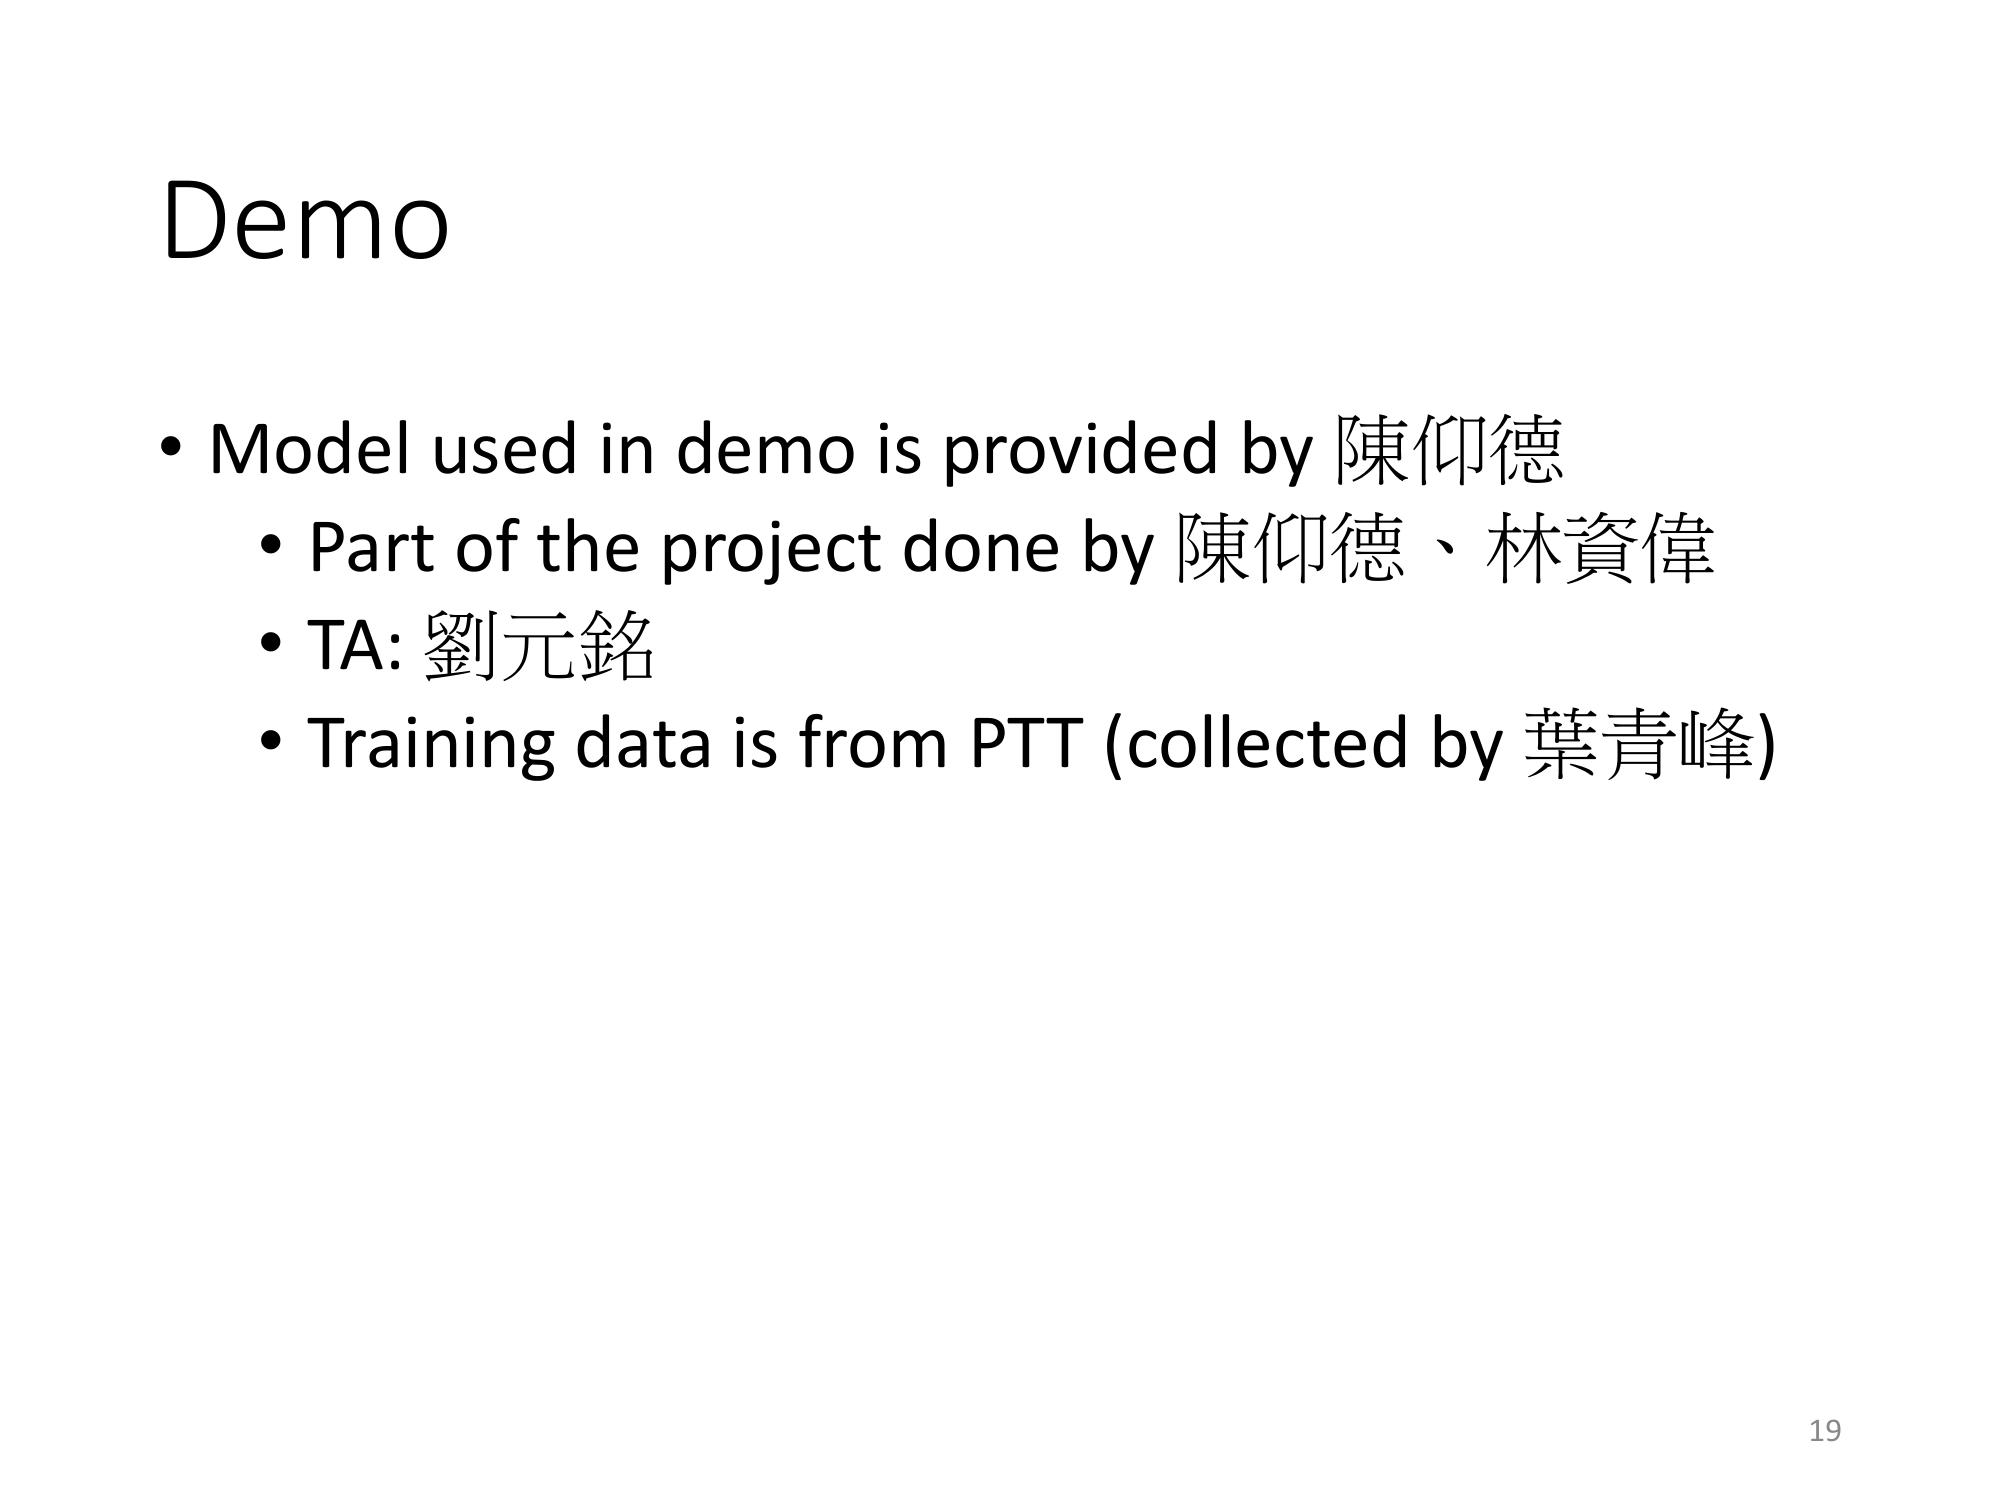 Demo
• Model used in demo is provided by 陳仰德
• Part of the project done by 陳仰德、林資偉
• TA: 劉元銘
• Training data is from PTT (collected by 葉青峰)
19